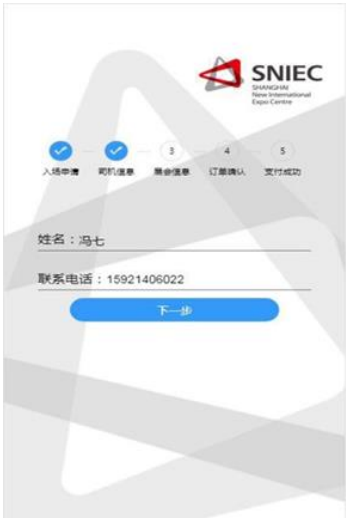 SNIEC
SHANGHAI
New International
Expo Centre
3 4 5
入场申请 司机信息 展会信息 订单确认 支付成功
姓名：冯七
联系电话：15921406022
下一步